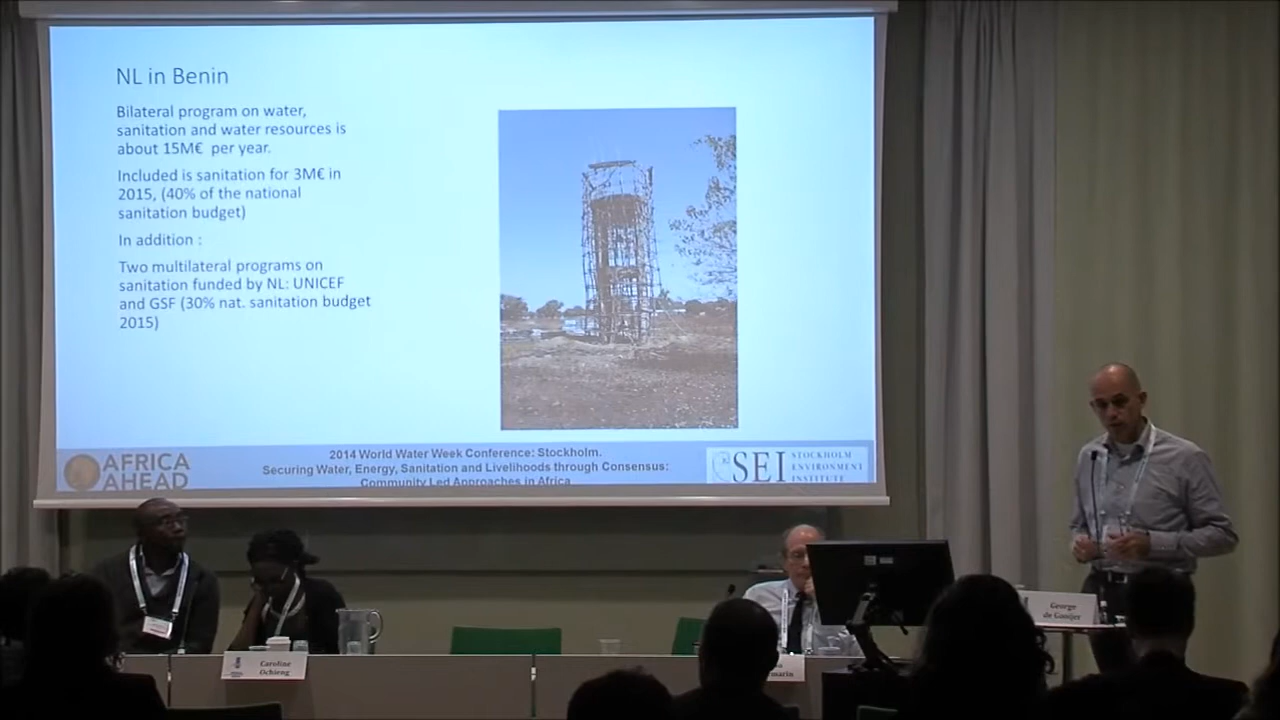 NL in Benin
Bilateral program on water,
sanitation and water resources is
about 15M€ per year.
Included is sanitation for 3M€ in
2015, (40% of the national
sanitation budget)
In addition :
Two multilateral programs on
sanitation funded by NL: UNICEF
and GSF (30% nat. sanitation budget
2015)
AFRICA
AHEAD
2014 World Water Week Conference: Stockholm.
Securing Water, Energy, Sanitation and Livelihoods through Consensus:
Community Led Approaches in Africa
SEI
STOCKHOLM
ENVIRONMENT
INSTITUTE
Caroline
Ochieng
George
de Gooijer